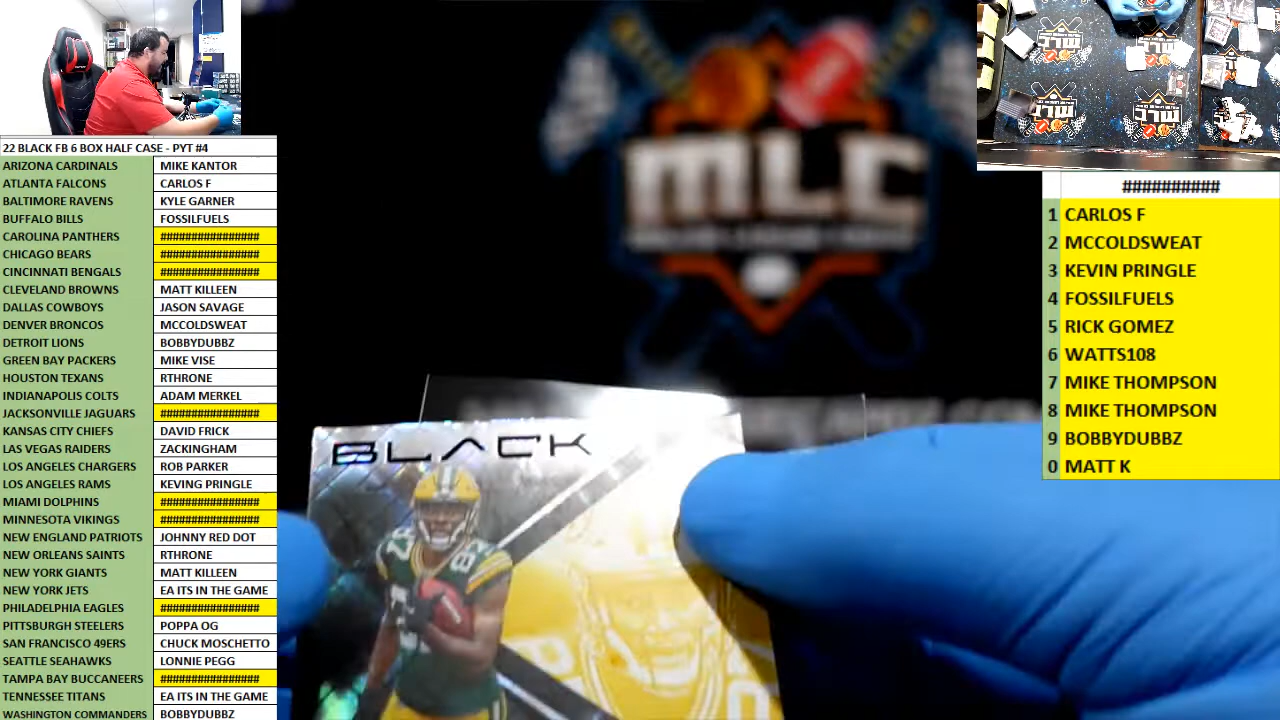 22 BLACK FB 6 BOX HALF CASE - PYT #4
ARIZONA CARDINALS MIKE KANTOR
ATLANTA FALCONS CARLOS F
BALTIMORE RAVENS KYLE GARNER
BUFFALO BILLS FOSSILFUELS
CAROLINA PANTHERS ################
CHICAGO BEARS ################
CINCINNATI BENGALS ################
CLEVELAND BROWNS MATT KILLEEN
DALLAS COWBOYS JASON SAVAGE
DENVER BRONCOS MCCOLDSWEAT
DETROIT LIONS BOBBYDUBBZ
GREEN BAY PACKERS MIKE VISE
HOUSTON TEXANS RTHRONE
INDIANAPOLIS COLTS ADAM MERKEL
JACKSONVILLE JAGUARS ################
KANSAS CITY CHIEFS DAVID FRICK
LAS VEGAS RAIDERS ZACKINGHAM
LOS ANGELES CHARGERS ROB PARKER
LOS ANGELES RAMS KEVING PRINGLE
MIAMI DOLPHINS ################
MINNESOTA VIKINGS ################
NEW ENGLAND PATRIOTS JOHNNY RED DOT
NEW ORLEANS SAINTS RTHRONE
NEW YORK GIANTS MATT KILLEEN
NEW YORK JETS EA ITS IN THE GAME
PHILADELPHIA EAGLES ################
PITTSBURGH STEELERS POPPA OG
SAN FRANCISCO 49ERS CHUCK MOSCHETTO
SEATTLE SEAHAWKS LONNIE PEGG
TAMPA BAY BUCCANEERS ################
TENNESSEE TITANS EA ITS IN THE GAME
WASHINGTON COMMANDERS BOBBYDUBBZ
MLC
BLACK
##########
1 CARLOS F
2 MCCOLDSWEAT
3 KEVIN PRINGLE
4 FOSSILFUELS
5 RICK GOMEZ
6 WATTS108
7 MIKE THOMPSON
8 MIKE THOMPSON
9 BOBBYDUBBZ
0 MATT K